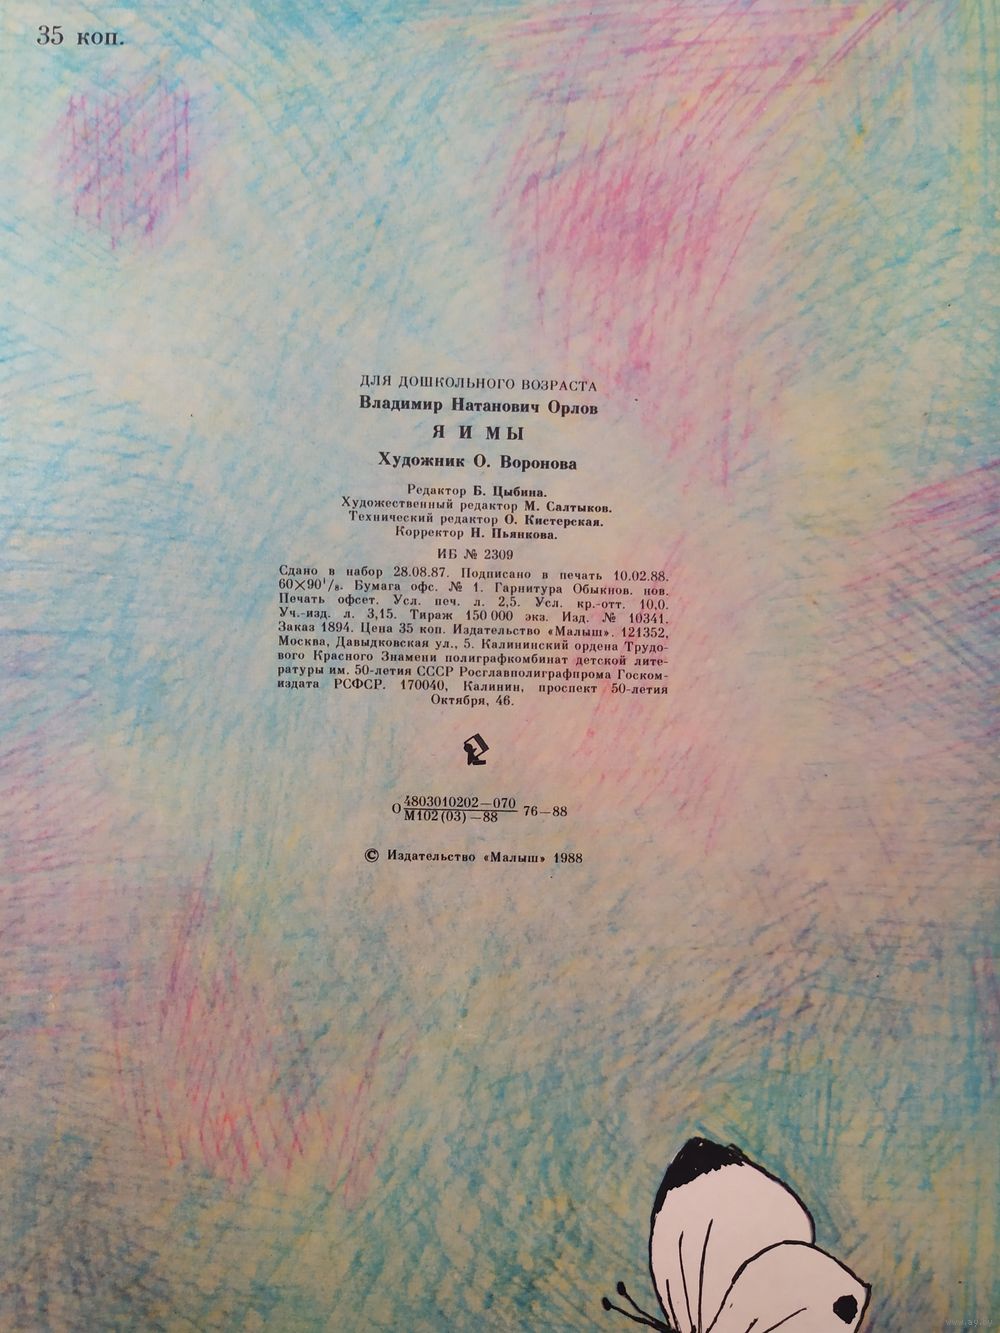 35 коп.
ДЛЯ ДОШКОЛЬНОГО ВОЗРАСТА
Владимир Натанович Орлов
Я И МЫ
Художник О. Воронова
Редактор Б. Цыбина.
Художественный редактор М. Салтыков.
Технический редактор О. Кистерская.
Корректор Н. Пьянкова.
ИБ № 2309
Сдано в набор 28.08.87. Подписано в печать 10.02.88.
60×90¹/₈. Бумага офс. № 1. Гарнитура Обыкнов. нов.
Печать офсет. Усл. печ. л. 2,5. Усл. кр.-отт. 10,0.
Уч.-изд. л. 3,15. Тираж 150 000 экз. Изд. № 10341.
Заказ 1894. Цена 35 коп. Издательство «Малыш». 121352,
Москва, Давыдковская ул., 5. Калининский ордена Трудо-
вого Красного Знамени полиграфкомбинат детской лите-
ратуры им. 50-летия СССР Росглавполиграфпрома Госком-
издата РСФСР. 170040, Калинин, проспект 50-летия
Октября, 46.
О 4803010202—070
М102(03)—88 76—88
© Издательство «Малыш» 1988
www.ay.by